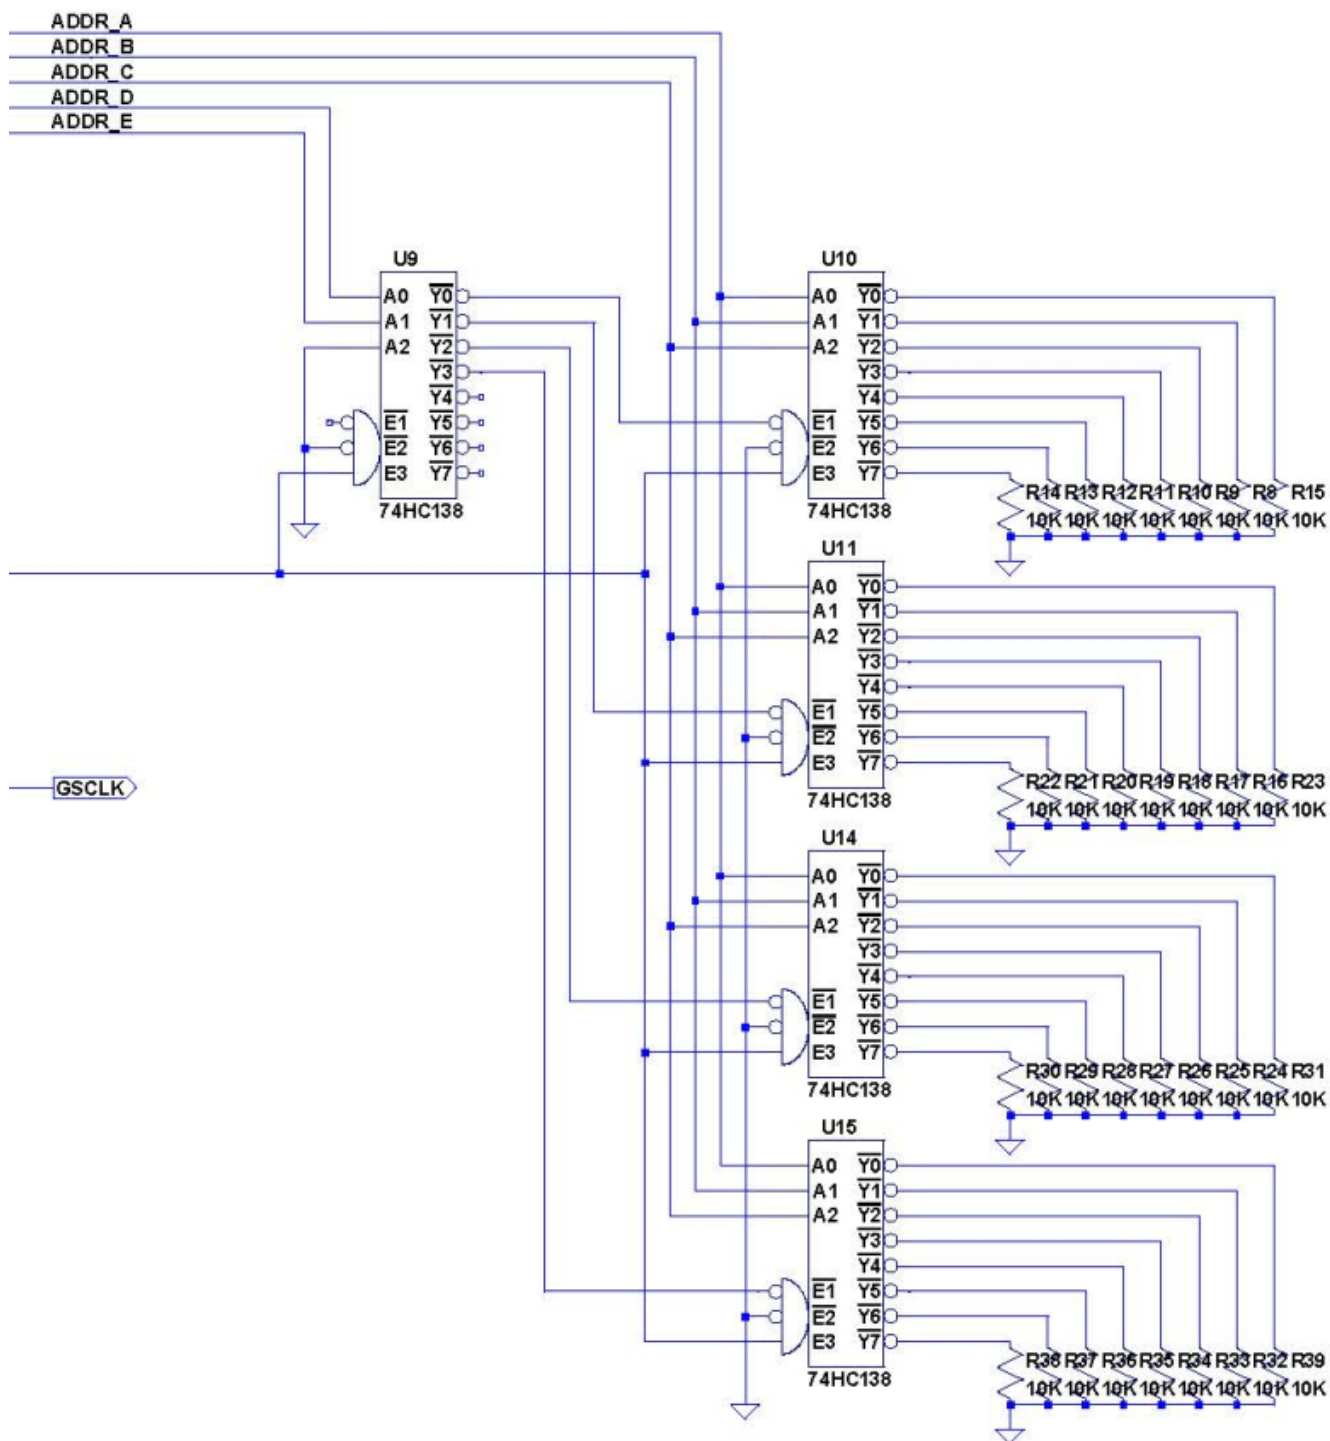 ADDR_A
ADDR_B
ADDR_C
ADDR_D
ADDR_E
U9
A0 Y0
A1 Y1
A2 Y2
Y3
Y4
E1 Y5
E2 Y6
E3 Y7
74HC138
U10
A0 Y0
A1 Y1
A2 Y2
Y3
Y4
E1 Y5
E2 Y6
E3 Y7
74HC138
R14 R13 R12 R11 R10 R9 R8 R15
10K 10K 10K 10K 10K 10K 10K 10K
U11
A0 Y0
A1 Y1
A2 Y2
Y3
Y4
E1 Y5
E2 Y6
E3 Y7
74HC138
R22 R21 R20 R19 R18 R17 R16 R23
10K 10K 10K 10K 10K 10K 10K 10K
GSCLK
U14
A0 Y0
A1 Y1
A2 Y2
Y3
Y4
E1 Y5
E2 Y6
E3 Y7
74HC138
R30 R29 R28 R27 R26 R25 R24 R31
10K 10K 10K 10K 10K 10K 10K 10K
U15
A0 Y0
A1 Y1
A2 Y2
Y3
Y4
E1 Y5
E2 Y6
E3 Y7
74HC138
R38 R37 R36 R35 R34 R33 R32 R39
10K 10K 10K 10K 10K 10K 10K 10K